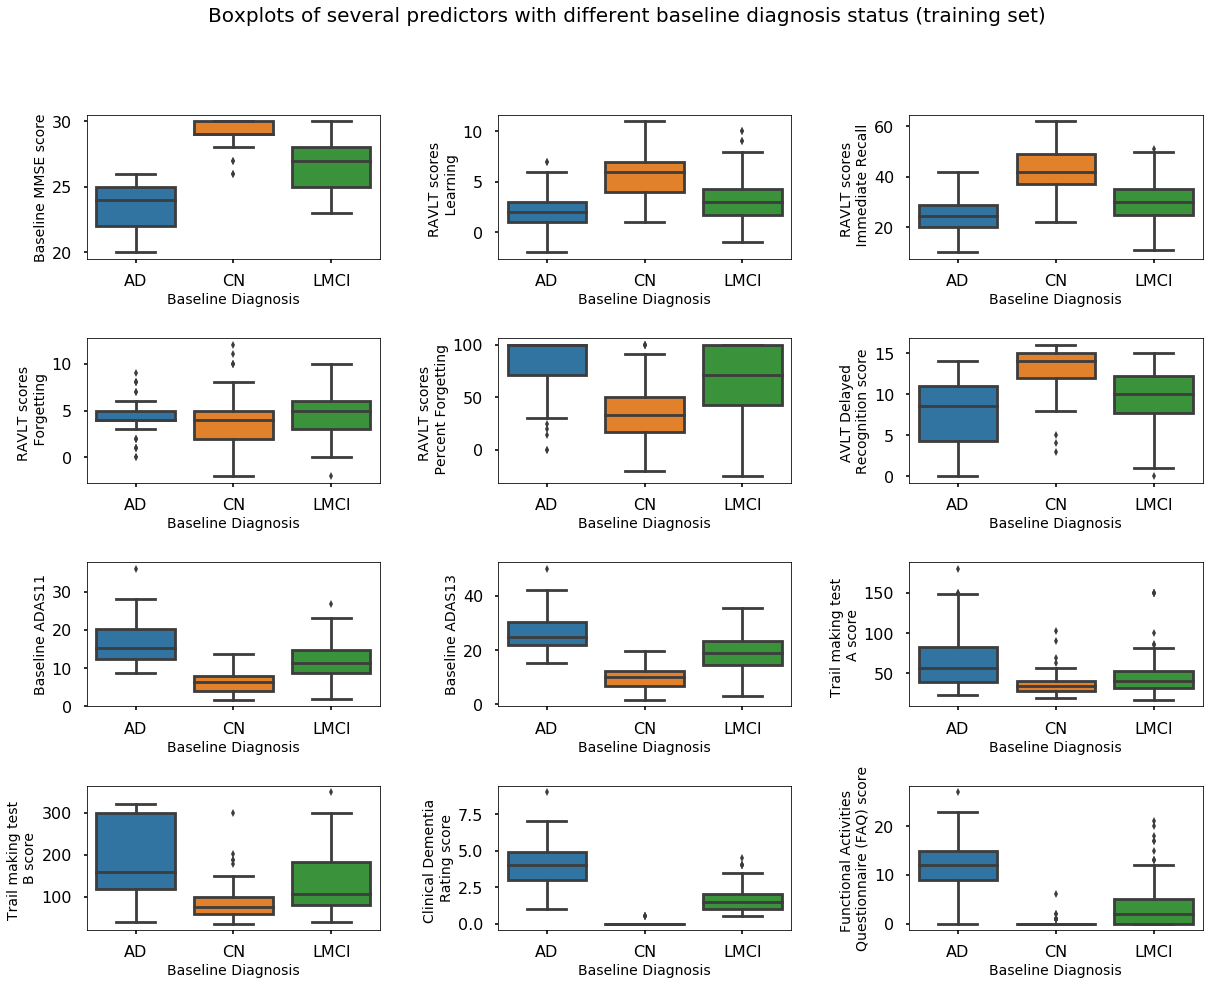 Boxplots of several predictors with different baseline diagnosis status (training set)
Baseline MMSE score
30
25
20
AD CN LMCI
Baseline Diagnosis
RAVLT scores
Learning
10
5
0
AD CN LMCI
Baseline Diagnosis
RAVLT scores
Immediate Recall
60
40
20
AD CN LMCI
Baseline Diagnosis
RAVLT scores
Forgetting
10
5
0
AD CN LMCI
Baseline Diagnosis
RAVLT scores
Percent Forgetting
100
50
0
AD CN LMCI
Baseline Diagnosis
AVLT Delayed
Recognition score
15
10
5
0
AD CN LMCI
Baseline Diagnosis
Baseline ADAS11
30
20
10
0
AD CN LMCI
Baseline Diagnosis
Baseline ADAS13
40
20
0
AD CN LMCI
Baseline Diagnosis
Trail making test
A score
150
100
50
AD CN LMCI
Baseline Diagnosis
Trail making test
B score
300
200
100
AD CN LMCI
Baseline Diagnosis
Clinical Dementia
Rating score
7.5
5.0
2.5
0.0
AD CN LMCI
Baseline Diagnosis
Functional Activities
Questionnaire (FAQ) score
20
10
0
AD CN LMCI
Baseline Diagnosis